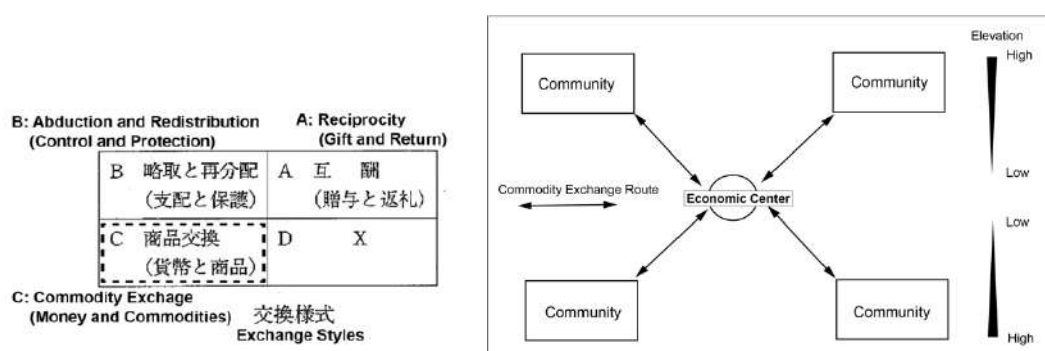 B: Abduction and Redistribution
(Control and Protection)
A: Reciprocity
(Gift and Return)
B 略取と再分配
(支配と保護)
A 互 酬
(贈与と返礼)
C 商品交換
(貨幣と商品)
D X
C: Commodity Exchage
(Money and Commodities)
交換様式
Exchange Styles
Community
Community
Commodity Exchange Route
Economic Center
Community
Community
Elevation
High
Low
Low
High